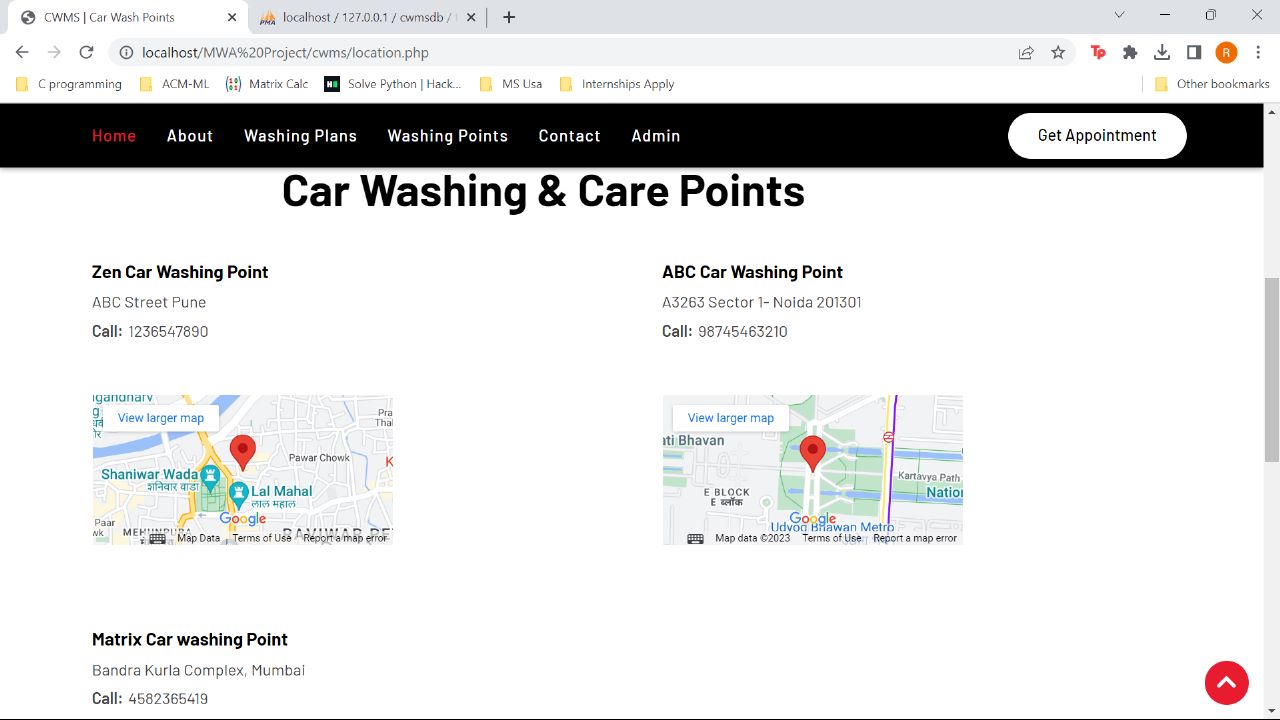 CWMS | Car Wash Points
localhost / 127.0.0.1 / cwmsdb /
localhost/MWA%20Project/cwms/location.php
Tp
R
C programming
ACM-ML
Matrix Calc
Solve Python | Hack...
MS Usa
Internships Apply
Other bookmarks
Home About Washing Plans Washing Points Contact Admin
Get Appointment
Car Washing & Care Points
Zen Car Washing Point
ABC Street Pune
Call: 1236547890
ABC Car Washing Point
A3263 Sector 1- Noida 201301
Call: 98745463210
View larger map
Shaniwar Wada
शनिवार वाडा
Pawar Chowk
Lal Mahal
लाल महाल
Paar
Google
Map Data Terms of Use Report a map error
View larger map
ati Bhavan
Kartavya Path
E BLOCK
E ब्लॉक
Natio
Google
Udyog Bhawan Metro
Map data ©2023 Terms of Use Report a map error
Matrix Car washing Point
Bandra Kurla Complex, Mumbai
Call: 4582365419